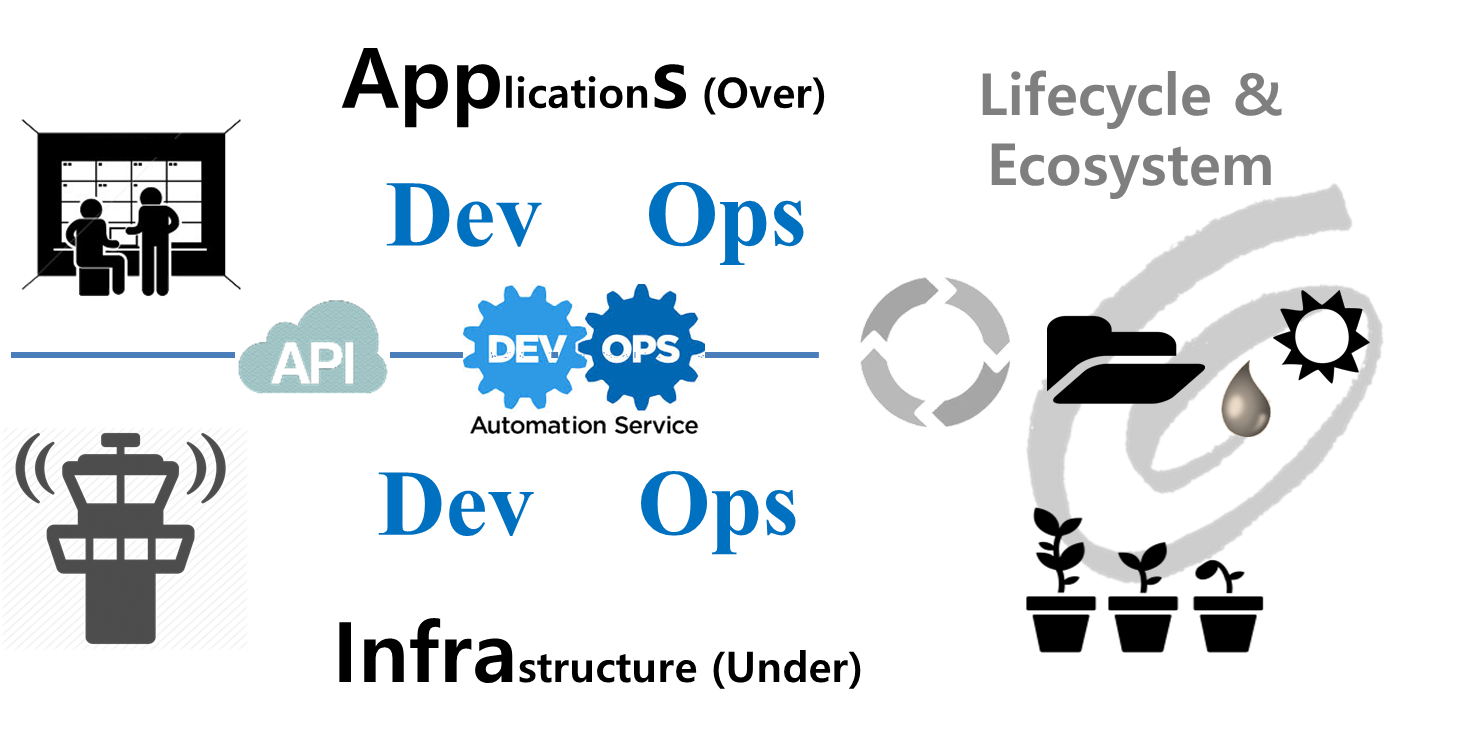 Applications (Over)
Lifecycle &
Ecosystem
Dev Ops
API
DEV OPS
Automation Service
Dev Ops
Infrastructure (Under)